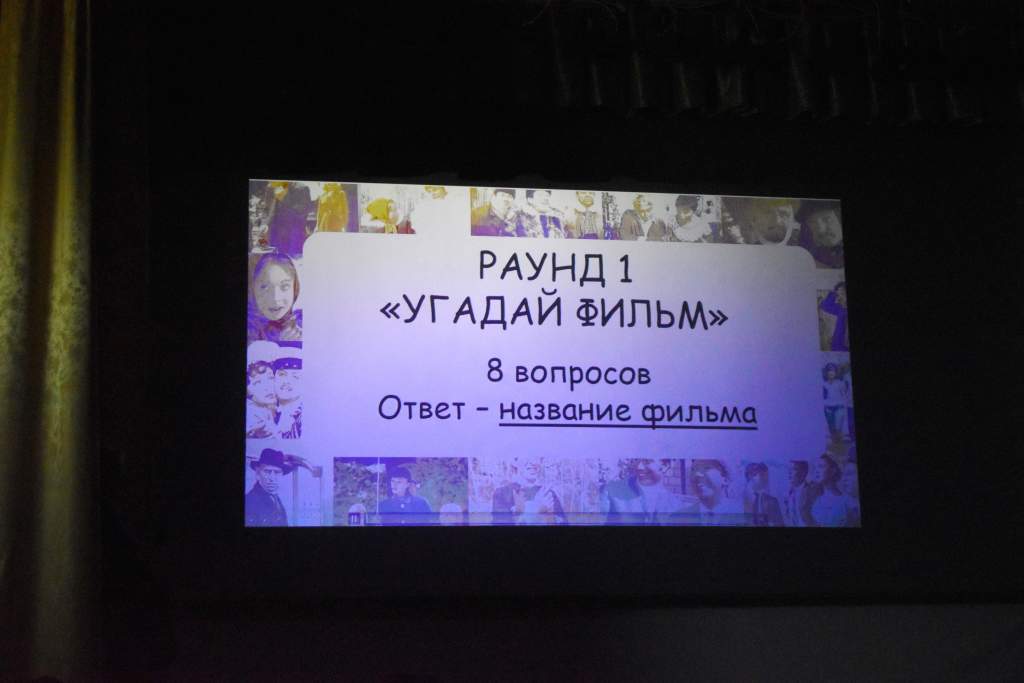 РАУНД 1
«УГАДАЙ ФИЛЬМ»
8 вопросов
Ответ – название фильма